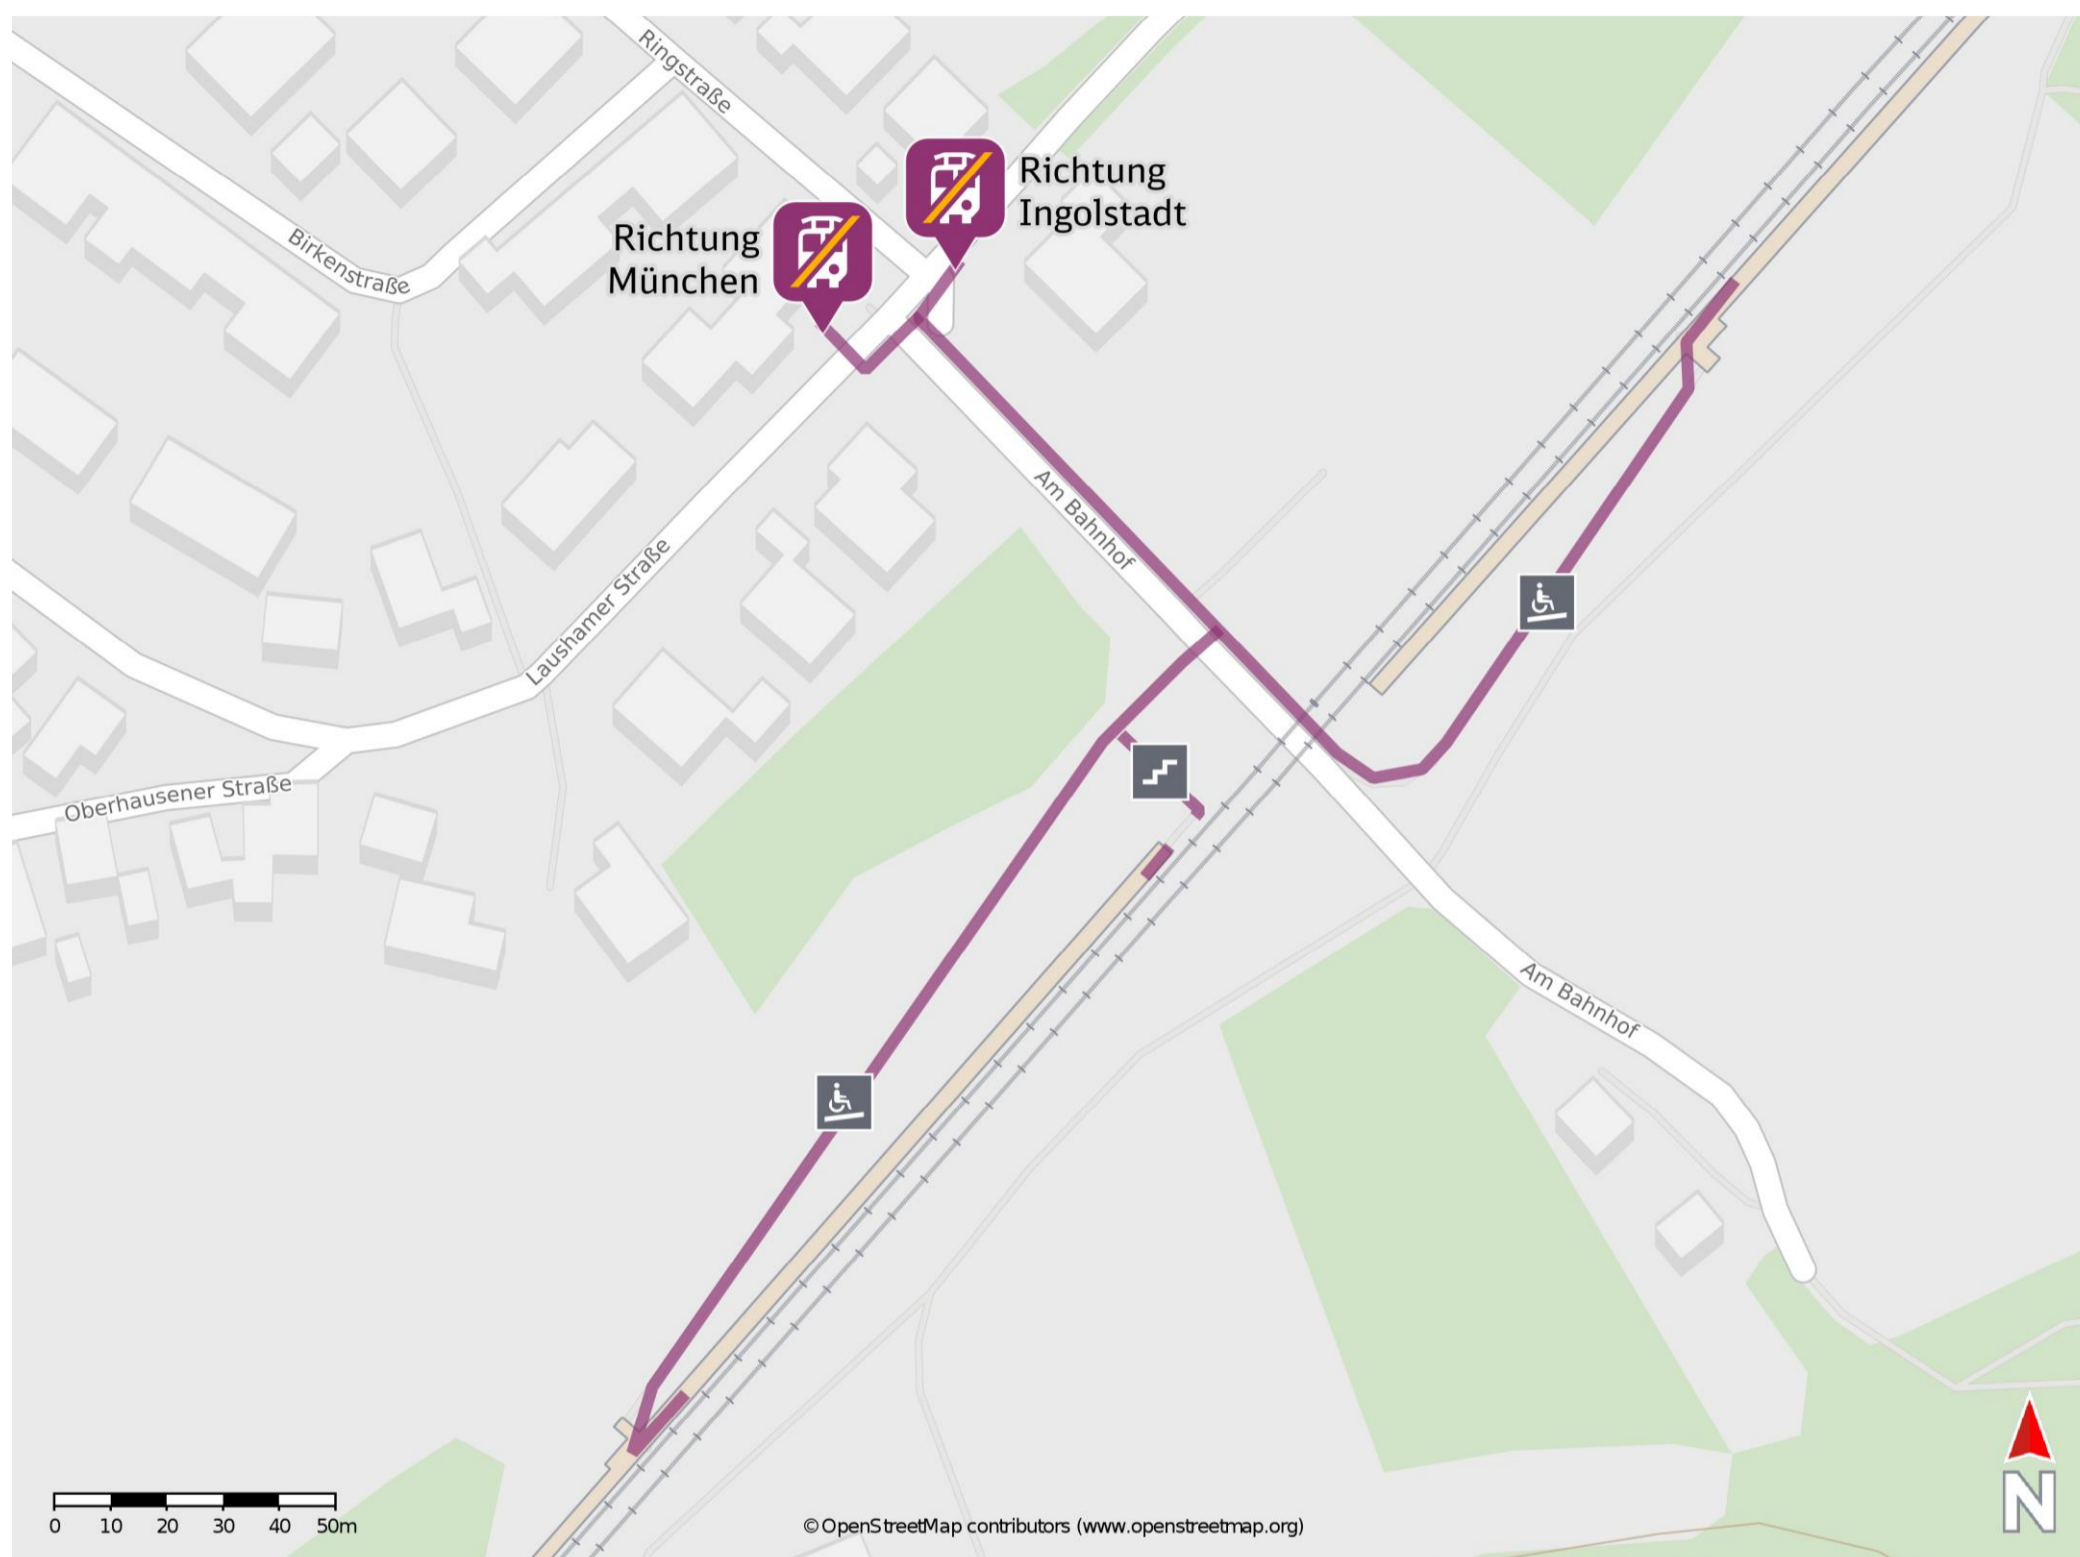 Ringstraße
Richtung
Ingolstadt
Richtung
München
Birkenstraße
Am Bahnhof
Laushamer Straße
Oberhausener Straße
Am Bahnhof
N
0 10 20 30 40 50m
© OpenStreetMap contributors (www.openstreetmap.org)